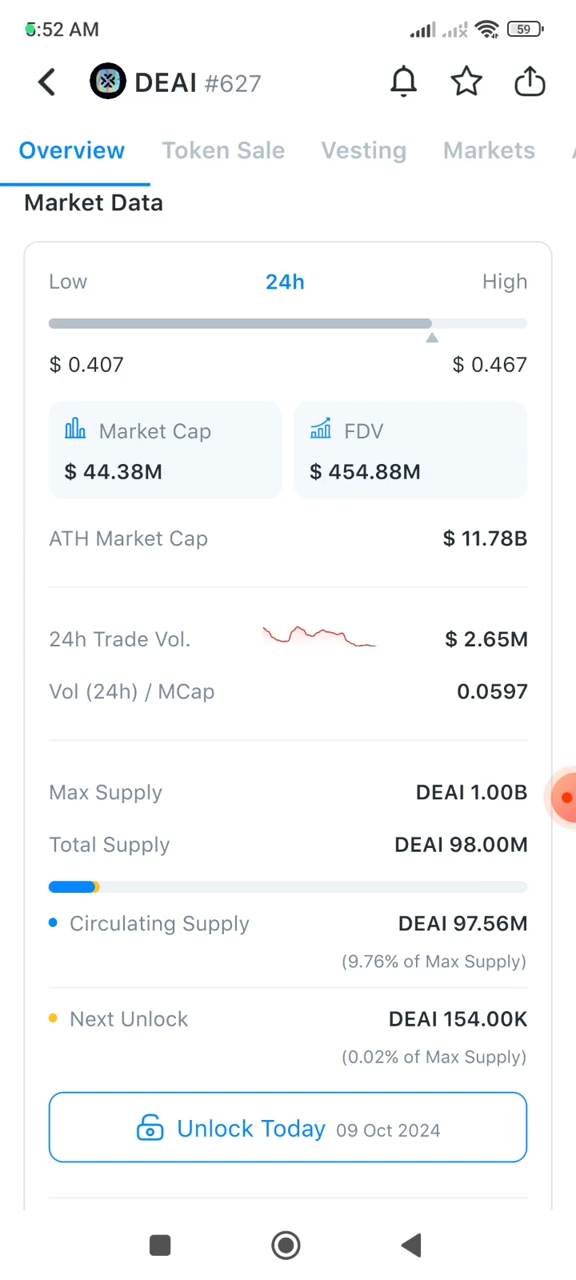 5:52 AM
59
DEAI #627
Overview Token Sale Vesting Markets
Market Data
Low 24h High
$ 0.407 $ 0.467
Market Cap FDV
$ 44.38M $ 454.88M
ATH Market Cap $ 11.78B
24h Trade Vol. $ 2.65M
Vol (24h) / MCap 0.0597
Max Supply DEAI 1.00B
Total Supply DEAI 98.00M
Circulating Supply DEAI 97.56M
(9.76% of Max Supply)
Next Unlock DEAI 154.00K
(0.02% of Max Supply)
Unlock Today 09 Oct 2024